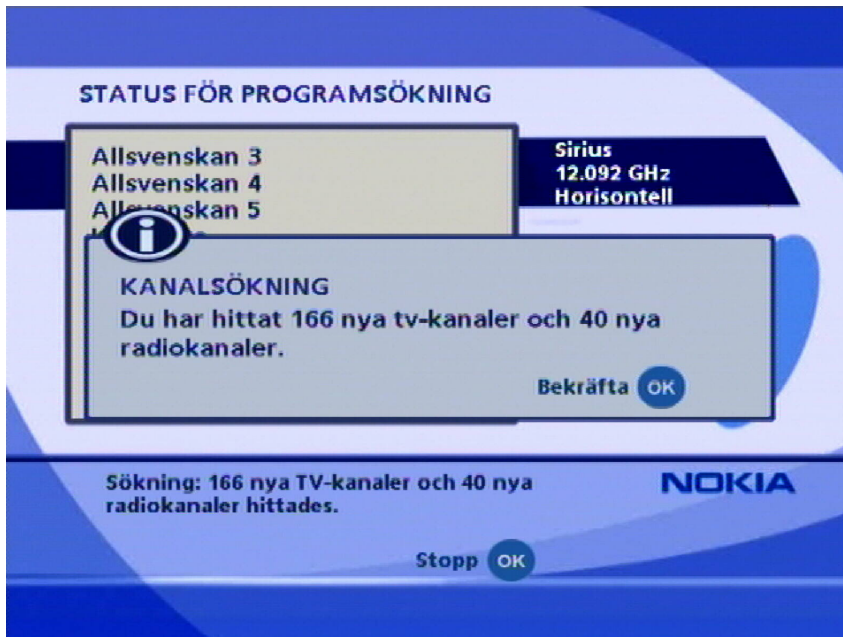 STATUS FÖR PROGRAMSÖKNING
Allsvenskan 3
Allsvenskan 4
Allsvenskan 5
Sirius
12.092 GHz
Horisontell
KANALSÖKNING
Du har hittat 166 nya tv-kanaler och 40 nya
radiokanaler.
Bekräfta OK
Sökning: 166 nya TV-kanaler och 40 nya
radiokanaler hittades.
NOKIA
Stopp OK